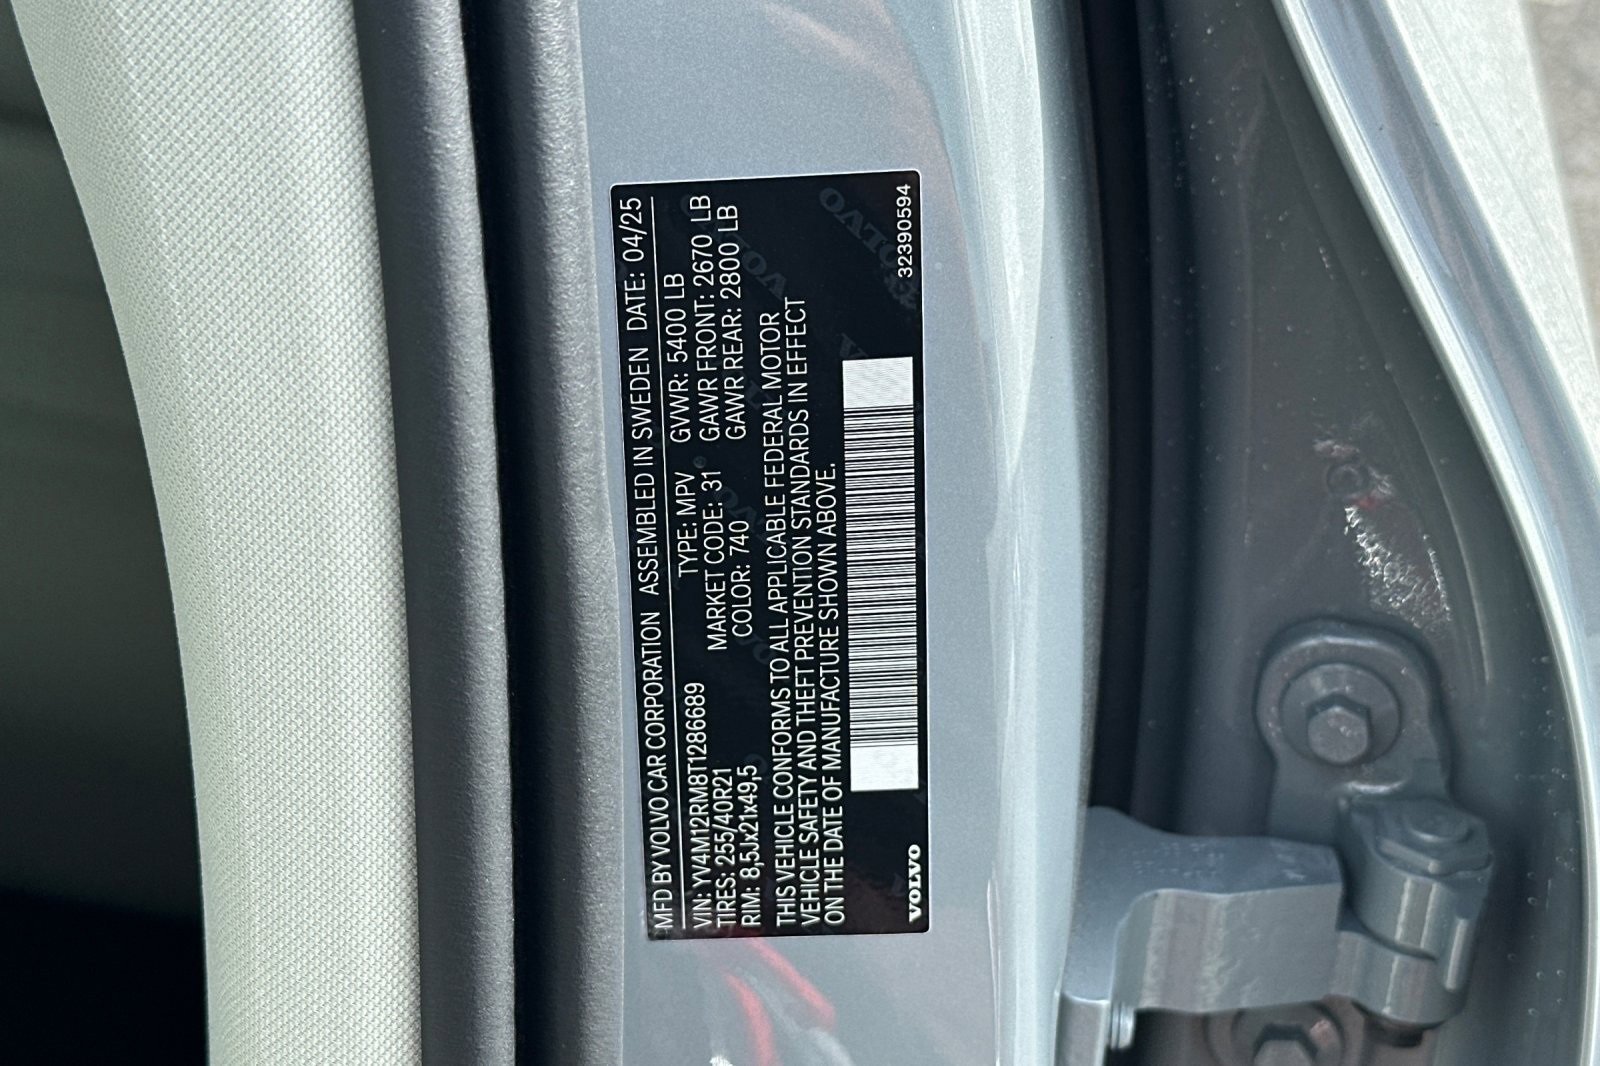 MFD BY VOLVO CAR CORPORATION ASSEMBLED IN SWEDEN DATE: 04/25
VIN: YV4M12RM8T1286689 TYPE: MPV GVWR: 5400 LB
TIRES: 255/40R21 MARKET CODE: 31 GAWR FRONT: 2670 LB
RIM: 8,5Jx21x49,5 COLOR: 740 GAWR REAR: 2800 LB
THIS VEHICLE CONFORMS TO ALL APPLICABLE FEDERAL MOTOR
VEHICLE SAFETY AND THEFT PREVENTION STANDARDS IN EFFECT
ON THE DATE OF MANUFACTURE SHOWN ABOVE.
VOLVO 32390594